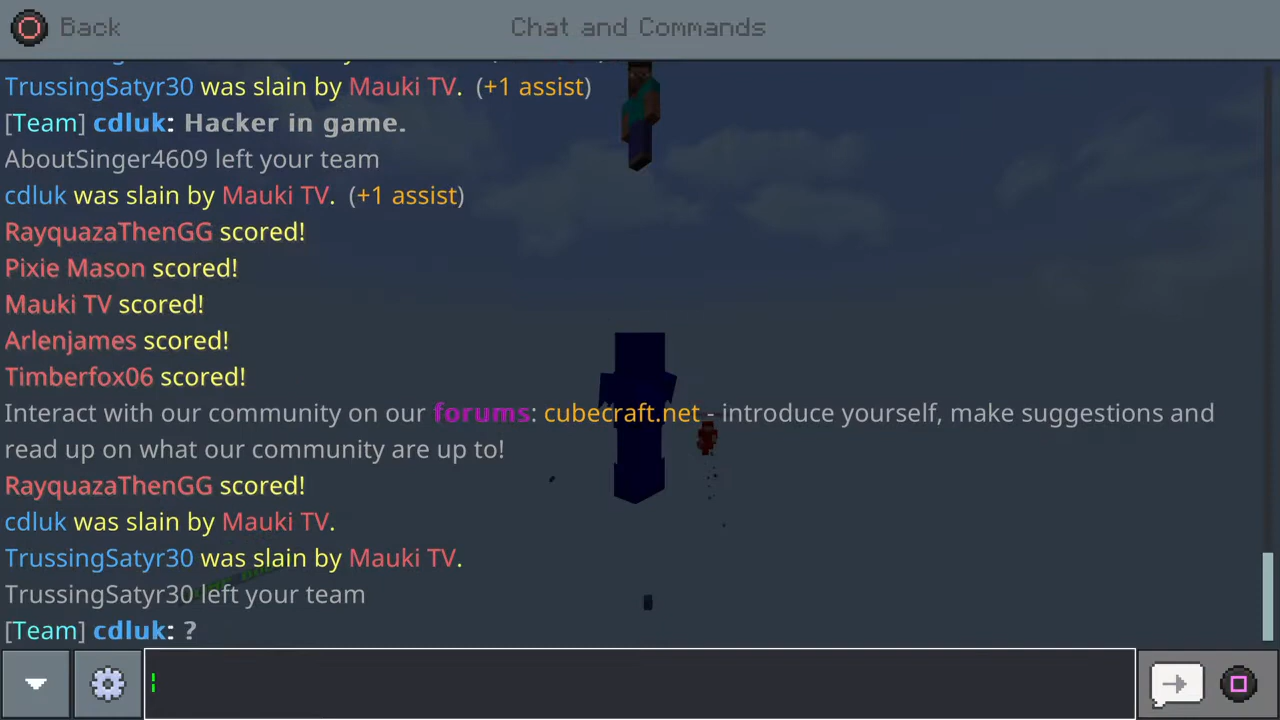 Back
Chat and Commands
TrussingSatyr30 was slain by Mauki TV. (+1 assist)
[Team] cdluk: Hacker in game.
AboutSinger4609 left your team
cdluk was slain by Mauki TV. (+1 assist)
RayquazaThenGG scored!
Pixie Mason scored!
Mauki TV scored!
Arlenjames scored!
Timberfox06 scored!
Interact with our community on our forums: cubecraft.net - introduce yourself, make suggestions and
read up on what our community are up to!
RayquazaThenGG scored!
cdluk was slain by Mauki TV.
TrussingSatyr30 was slain by Mauki TV.
TrussingSatyr30 left your team
[Team] cdluk: ?